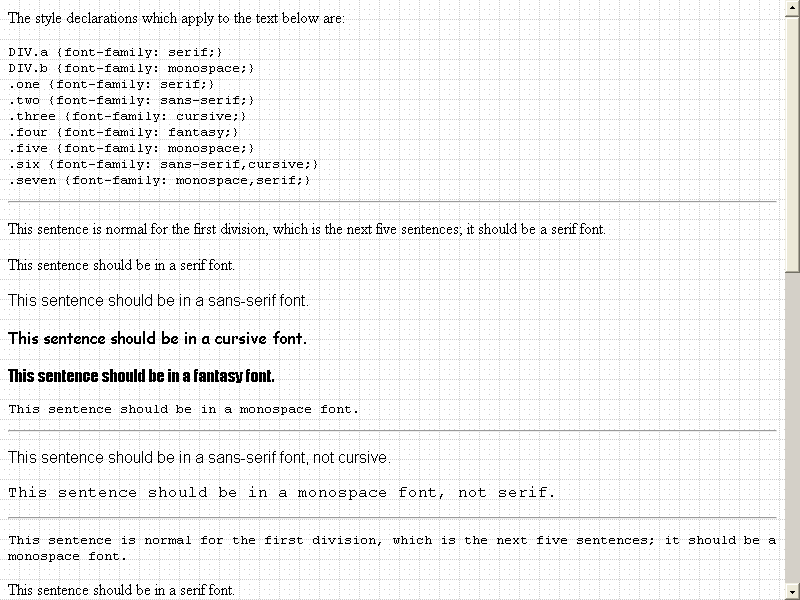 The style declarations which apply to the text below are:
DIV.a {font-family: serif;}
DIV.b {font-family: monospace;}
.one {font-family: serif;}
.two {font-family: sans-serif;}
.three {font-family: cursive;}
.four {font-family: fantasy;}
.five {font-family: monospace;}
.six {font-family: sans-serif,cursive;}
.seven {font-family: monospace,serif;}
This sentence is normal for the first division, which is the next five sentences; it should be a serif font.
This sentence should be in a serif font.
This sentence should be in a sans-serif font.
This sentence should be in a cursive font.
This sentence should be in a fantasy font.
This sentence should be in a monospace font.
This sentence should be in a sans-serif font, not cursive.
This sentence should be in a monospace font, not serif.
This sentence is normal for the first division, which is the next five sentences; it should be a
monospace font.
This sentence should be in a serif font.